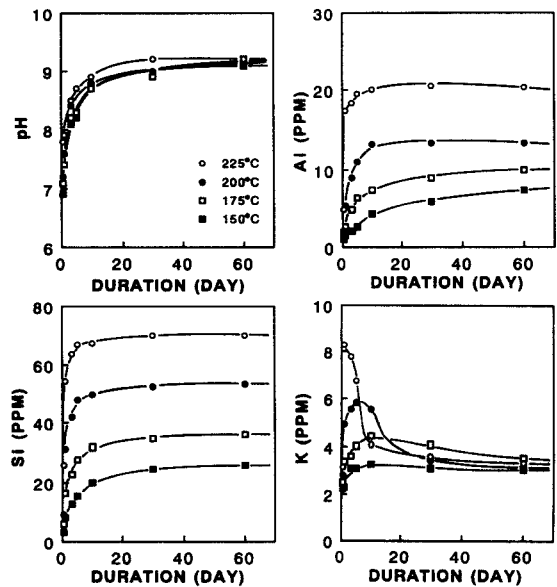 10
9
8
7
6
pH
225°C
200°C
175°C
150°C
0 20 40 60
DURATION (DAY)
30
20
10
0
Al (PPM)
0 20 40 60
DURATION (DAY)
80
60
40
20
0
Si (PPM)
0 20 40 60
DURATION (DAY)
8
6
4
2
0
K (PPM)
0 20 40 60
DURATION (DAY)